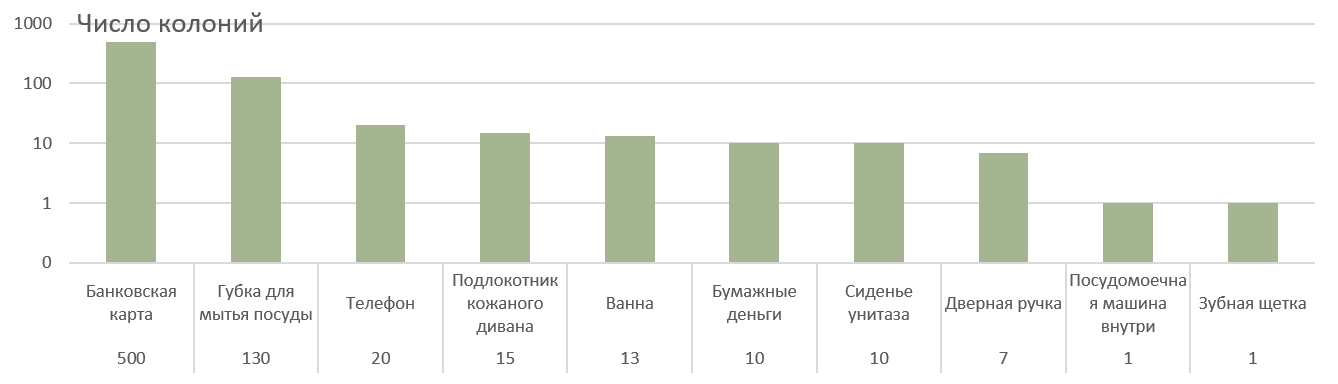 Число колоний
1000
100
10
1
0
Банковская
карта
Губка для
мытья посуды
Телефон
Подлокотник
кожаного
дивана
Ванна
Бумажные
деньги
Сиденье
унитаза
Дверная ручка
Посудомоечна
я машина
внутри
Зубная щетка
500 130 20 15 13 10 10 7 1 1